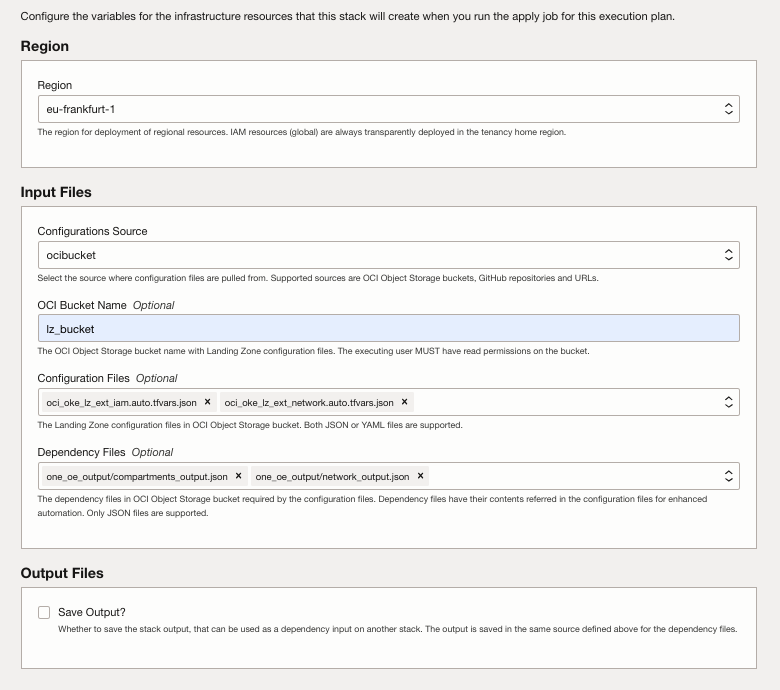 Configure the variables for the infrastructure resources that this stack will create when you run the apply job for this execution plan.
Region
Region
eu-frankfurt-1
The region for deployment of regional resources. IAM resources (global) are always transparently deployed in the tenancy home region.
Input Files
Configurations Source
ocibucket
Select the source where configuration files are pulled from. Supported sources are OCI Object Storage buckets, GitHub repositories and URLs.
OCI Bucket Name Optional
lz_bucket
The OCI Object Storage bucket name with Landing Zone configuration files. The executing user MUST have read permissions on the bucket.
Configuration Files Optional
oci_oke_lz_ext_iam.auto.tfvars.json × oci_oke_lz_ext_network.auto.tfvars.json ×
The Landing Zone configuration files in OCI Object Storage bucket. Both JSON or YAML files are supported.
Dependency Files Optional
one_oe_output/compartments_output.json × one_oe_output/network_output.json ×
The dependency files in OCI Object Storage bucket required by the configuration files. Dependency files have their contents referred in the configuration files for enhanced
automation. Only JSON files are supported.
Output Files
Save Output?
Whether to save the stack output, that can be used as a dependency input on another stack. The output is saved in the same source defined above for the dependency files.